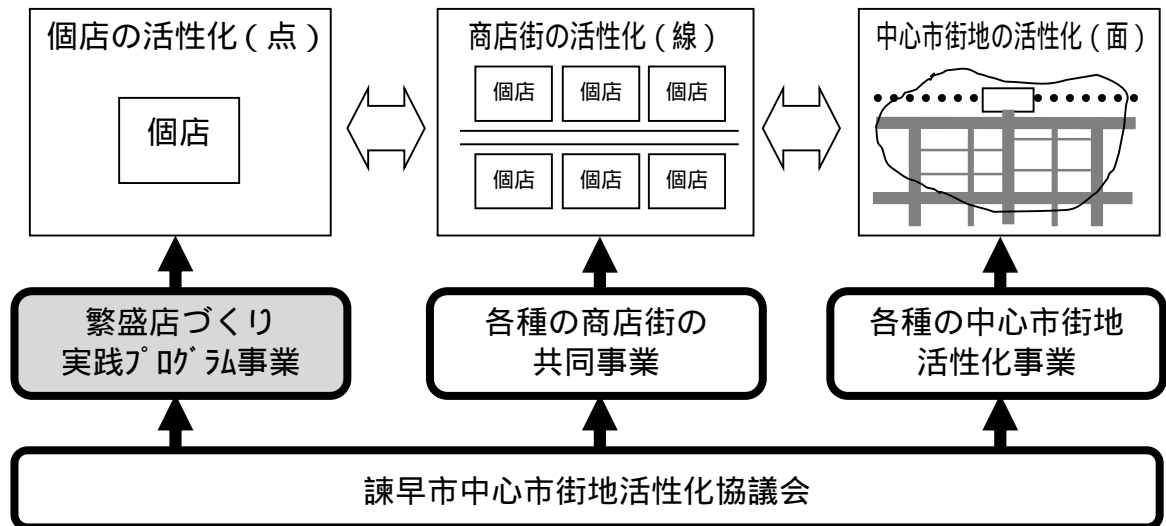 個店の活性化(点)
個店
商店街の活性化(線)
個店 個店 個店
個店 個店 個店
中心市街地の活性化(面)
繁盛店づくり
実践プログラム事業
各種の商店街の
共同事業
各種の中心市街地
活性化事業
諫早市中心市街地活性化協議会